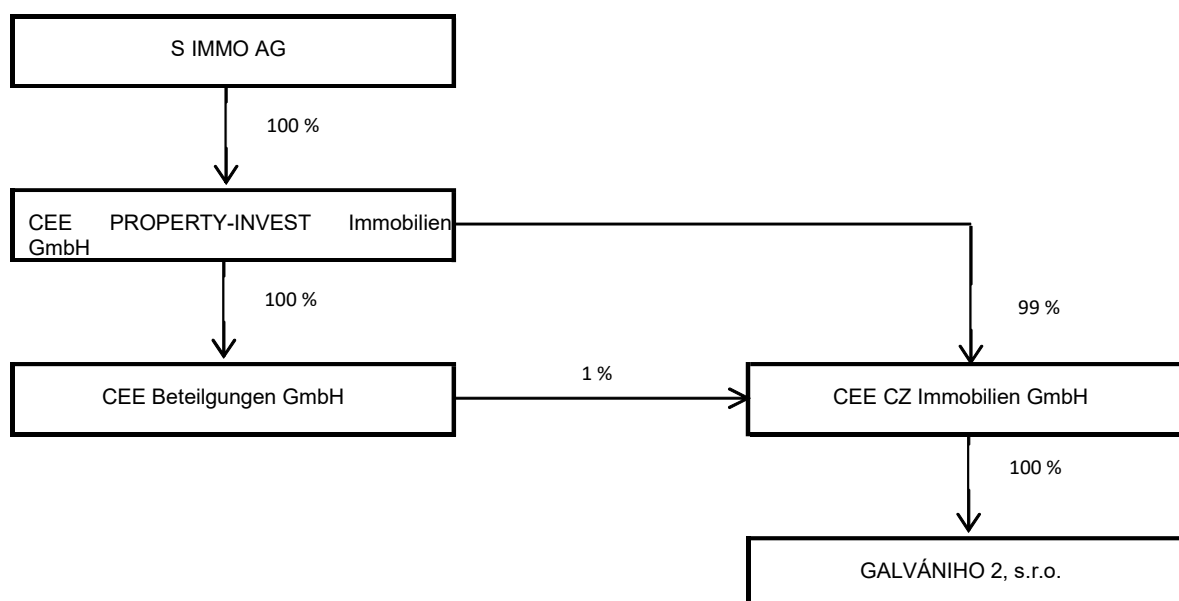 S IMMO AG
100 %
CEE PROPERTY-INVEST Immobilien
GmbH
100 %
99 %
CEE Beteilgungen GmbH
1 %
CEE CZ Immobilien GmbH
100 %
GALVÁNIHO 2, s.r.o.